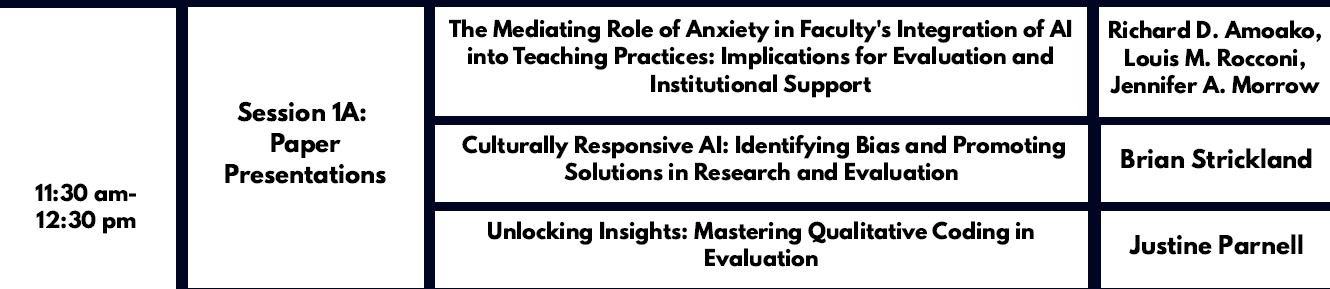 11:30 am-
12:30 pm
Session 1A:
Paper
Presentations
The Mediating Role of Anxiety in Faculty's Integration of AI
into Teaching Practices: Implications for Evaluation and
Institutional Support
Richard D. Amoako,
Louis M. Rocconi,
Jennifer A. Morrow
Culturally Responsive AI: Identifying Bias and Promoting
Solutions in Research and Evaluation
Brian Strickland
Unlocking Insights: Mastering Qualitative Coding in
Evaluation
Justine Parnell